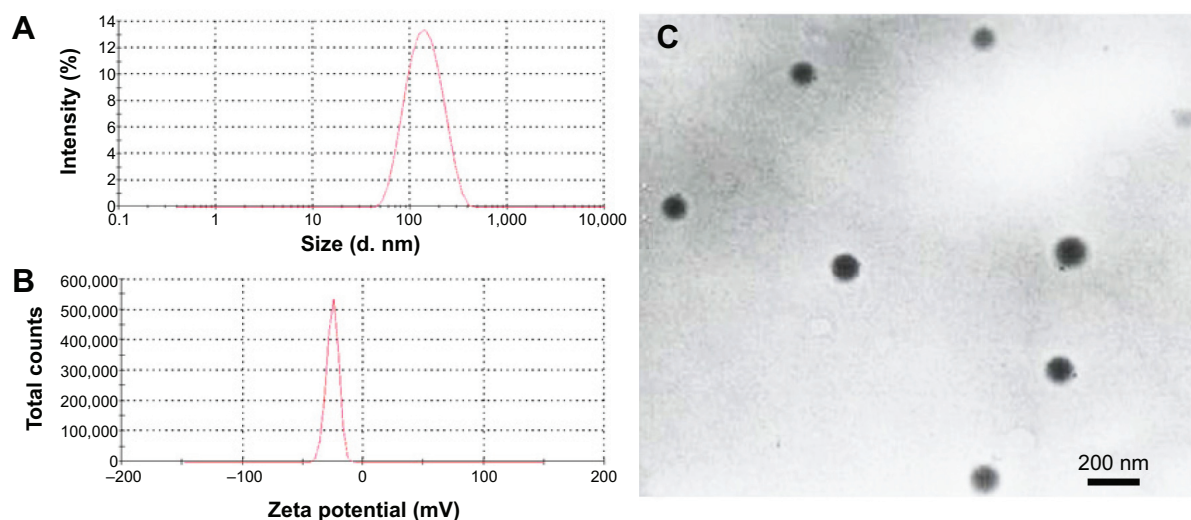 A
Intensity (%)
14
12
10
8
6
4
2
0
0.1 1 10 100 1,000 10,000
Size (d. nm)
B
Total counts
600,000
500,000
400,000
300,000
200,000
100,000
0
–200 –100 0 100 200
Zeta potential (mV)
C
200 nm